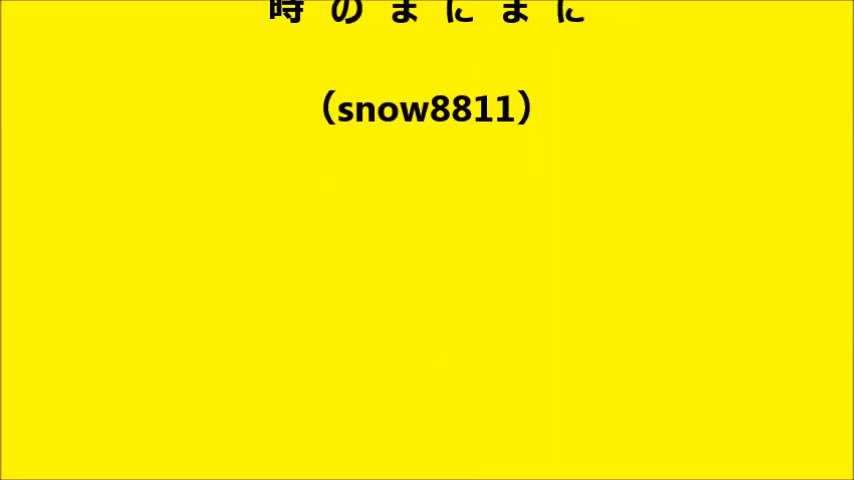 時 の ま に ま に
（snow8811）